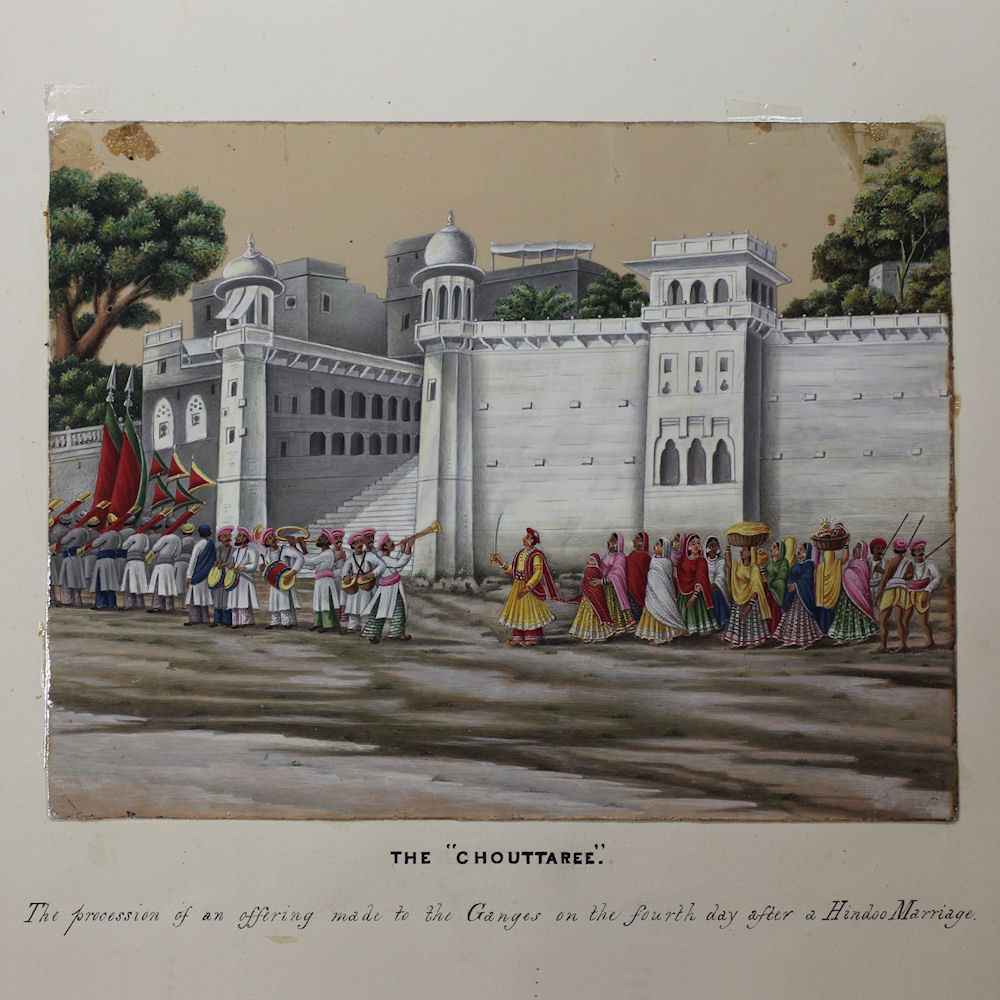 THE "CHOUTTAREE".
The procession of an offering made to the Ganges on the fourth day after a Hindoo Marriage.